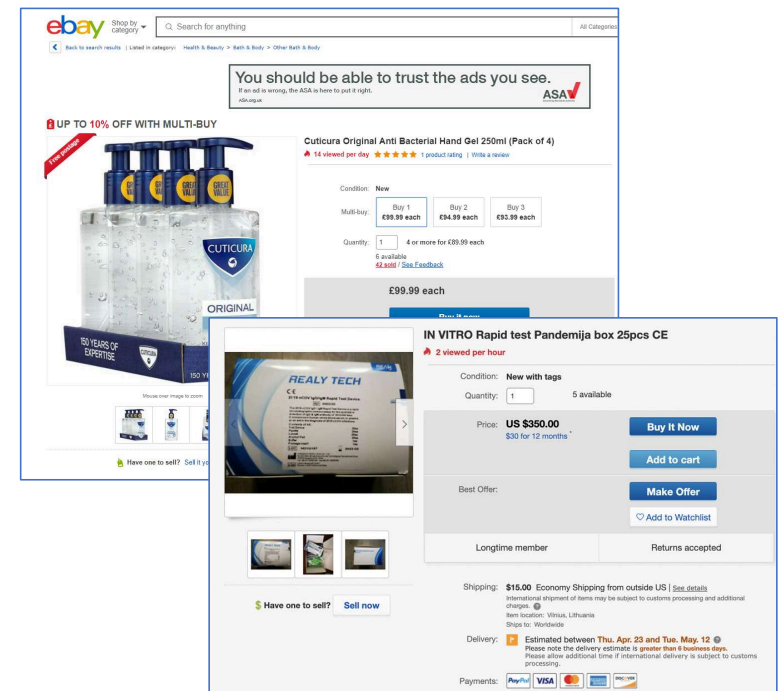 ebay
Shop by category
Search for anything
All Categories
Back to search results | Listed in category: Health & Beauty > Bath & Body > Other Bath & Body
You should be able to trust the ads you see.
If an ad is wrong, the ASA is here to put it right.
ASA.org.uk
ASA
UP TO 10% OFF WITH MULTI-BUY
Free postage
GREAT VALUE
GREAT VALUE
CUTICURA
ORIGINAL
150 YEARS OF EXPERTISE
CUTICURA
150 YE
Mouse over image to zoom
Have one to sell? Sell it yo
Cuticura Original Anti Bacterial Hand Gel 250ml (Pack of 4)
14 viewed per day 1 product rating | Write a review
Condition: New
Multi-buy:
Buy 1 £99.99 each
Buy 2 £94.99 each
Buy 3 £93.99 each
Quantity: 1 4 or more for £89.99 each
6 available
42 sold / See Feedback
£99.99 each
Buy it now
IN VITRO Rapid test Pandemija box 25pcs CE
2 viewed per hour
REALY TECH
CE
Condition: New with tags
Quantity: 1 5 available
Price: US $350.00
$30 for 12 months
Buy It Now
Add to cart
Best Offer:
Make Offer
Add to Watchlist
Longtime member
Returns accepted
Have one to sell? Sell now
Shipping: $15.00 Economy Shipping from outside US | See details
International shipment of items may be subject to customs processing and additional
charges.
Item location: Vilnius, Lithuania
Ships to: Worldwide
Delivery: Estimated between Thu. Apr. 23 and Tue. May. 12
Please note the delivery estimate is greater than 6 business days.
Please allow additional time if international delivery is subject to customs
processing.
Payments: PayPal VISA DISCOVER